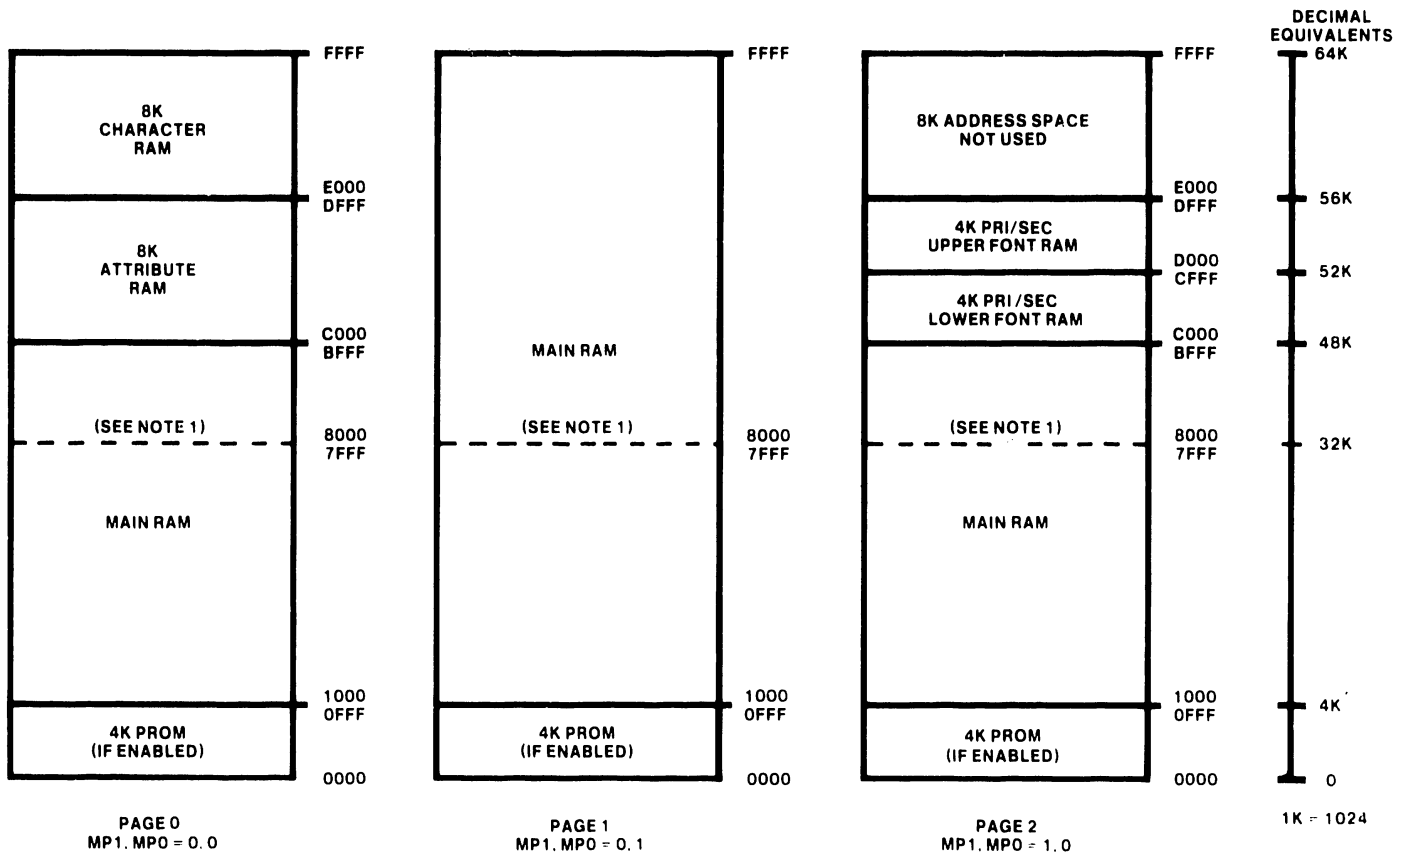 DECIMAL
EQUIVALENTS
FFFF
FFFF
FFFF
64K
8K
CHARACTER
RAM
8K ADDRESS SPACE
NOT USED
E000
DFFF
E000
DFFF
56K
8K
ATTRIBUTE
RAM
4K PRI/SEC
UPPER FONT RAM
D000
CFFF
52K
4K PRI/SEC
LOWER FONT RAM
C000
BFFF
MAIN RAM
C000
BFFF
48K
(SEE NOTE 1)
8000
7FFF
(SEE NOTE 1)
8000
7FFF
(SEE NOTE 1)
8000
7FFF
32K
MAIN RAM
MAIN RAM
1000
0FFF
1000
0FFF
1000
0FFF
4K
4K PROM
(IF ENABLED)
4K PROM
(IF ENABLED)
4K PROM
(IF ENABLED)
0000
0000
0000
0
PAGE 0
MP1, MP0 = 0, 0
PAGE 1
MP1, MP0 = 0, 1
PAGE 2
MP1, MP0 = 1, 0
1K = 1024